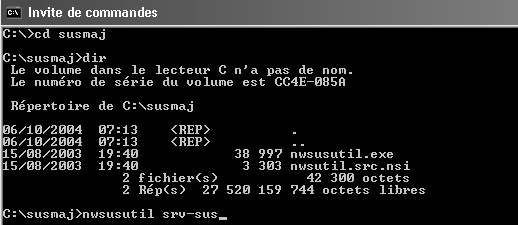 Invite de commandes
C:\>cd susmaj
C:\susmaj>dir
 Le volume dans le lecteur C n'a pas de nom.
 Le numéro de série du volume est CC4E-085A
 Répertoire de C:\susmaj
06/10/2004  07:13    <REP>          .
06/10/2004  07:13    <REP>          ..
15/08/2003  19:40            38 997 nwsusutil.exe
15/08/2003  19:40             3 303 nwsutil.src.nsi
               2 fichier(s)           42 300 octets
               2 Rép(s)  27 520 159 744 octets libres
C:\susmaj>nwsusutil srv-sus_